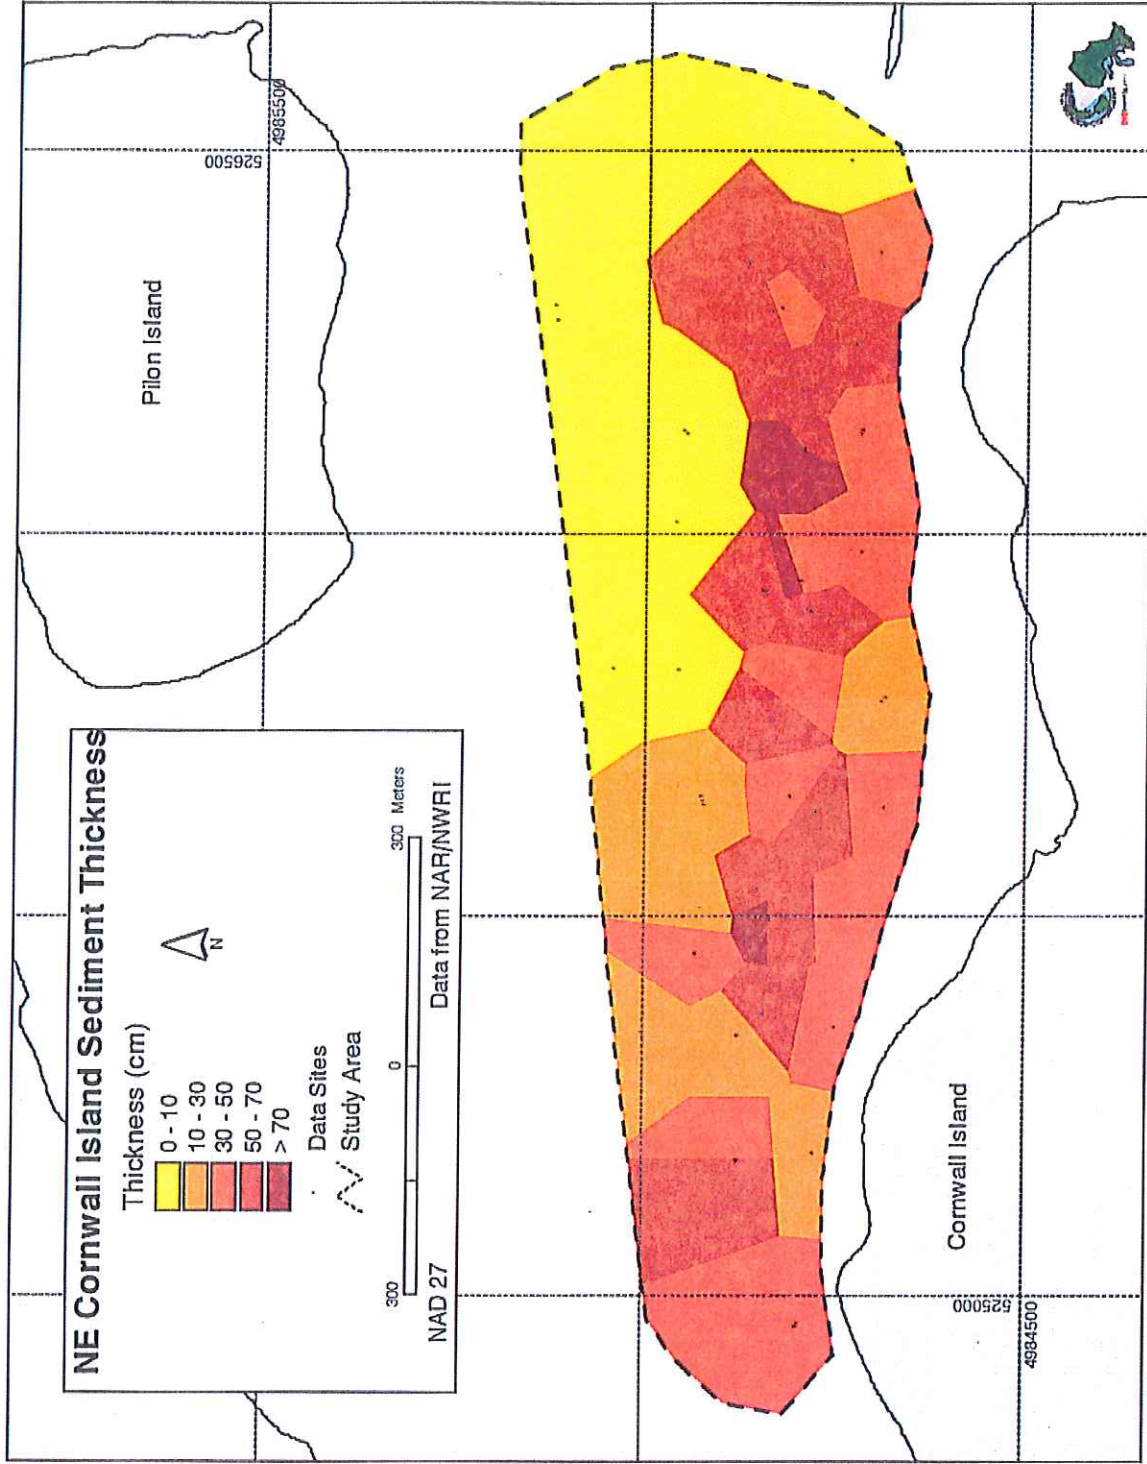 NE Cornwall Island Sediment Thickness
Thickness (cm)
0 - 10
10 - 30
30 - 50
50 - 70
> 70
Data Sites
Study Area
N
300 0 300 Meters
NAD 27 Data from NAR/NWRI
Pilon Island
526500
4985500
Cornwall Island
525000
4984500